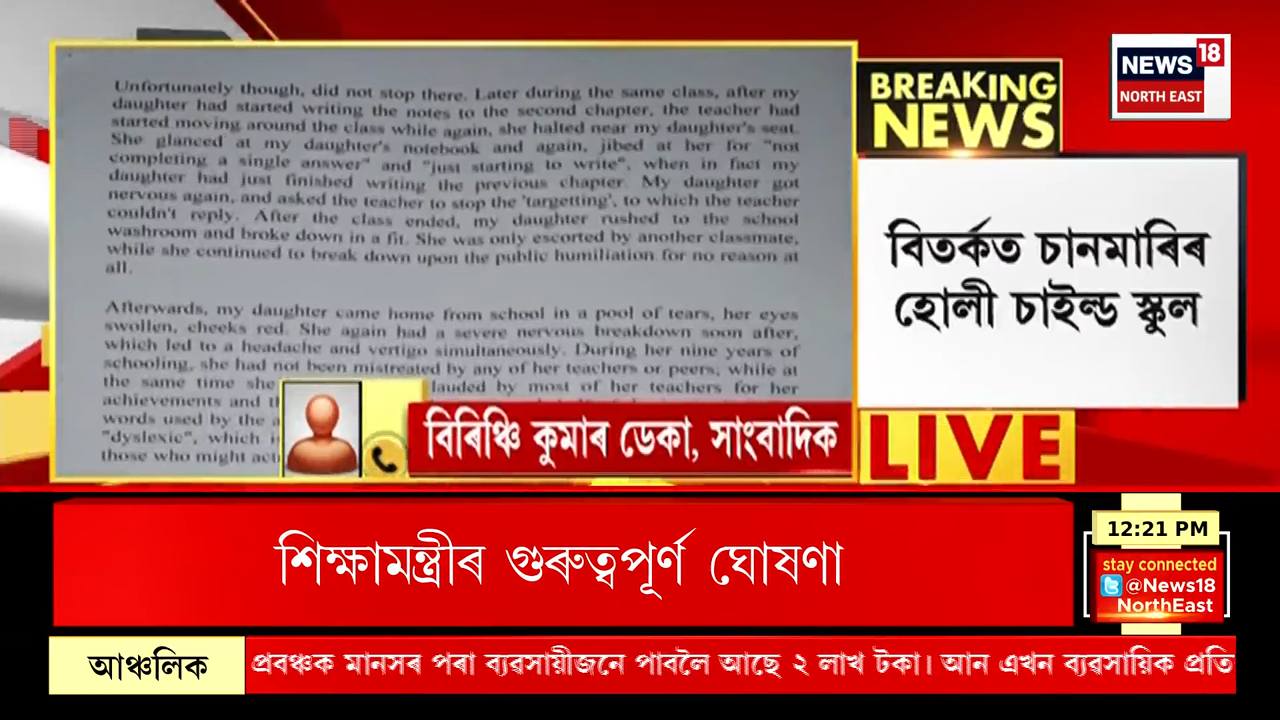 Unfortunately though, did not stop there. Later during the same class, after my
daughter had started writing the notes to the second chapter, the teacher had
started moving around the class while again, she halted near my daughter's seat.
She glanced at my daughter's notebook and again, jibed at her for "not
completing a single answer" and "just starting to write", when in fact my
daughter had just finished writing the previous chapter. My daughter got
nervous again, and asked the teacher to stop the 'targetting', to which the teacher
couldn't reply. After the class ended, my daughter rushed to the school
washroom and broke down in a fit. She was only escorted by another classmate,
while she continued to break down upon the public humiliation for no reason at
all.
Afterwards, my daughter came home from school in a pool of tears, her eyes
swollen, cheeks red. She again had a severe nervous breakdown soon after,
which led to a headache and vertigo simultaneously. During her nine years of
schooling, she had not been mistreated by any of her teachers or peers, while at
the same time she lauded by most of her teachers for her
achievements and
words used by the
"dyslexic", which
those who might
বিৰিঞ্চি কুমাৰ ডেকা, সাংবাদিক
BREAKING
NEWS
NEWS 18
NORTH EAST
বিতৰ্কত চানমাৰিৰ
হোলী চাইল্ড স্কুল
LIVE
শিক্ষামন্ত্ৰীৰ গুৰুত্বপূৰ্ণ ঘোষণা
12:21 PM
stay connected
@News18
NorthEast
আঞ্চলিক
প্ৰবঞ্চক মানসৰ পৰা ব্যৱসায়ীজনে পাবলৈ আছে ২ লাখ টকা। আন এখন ব্যৱসায়িক প্ৰতি